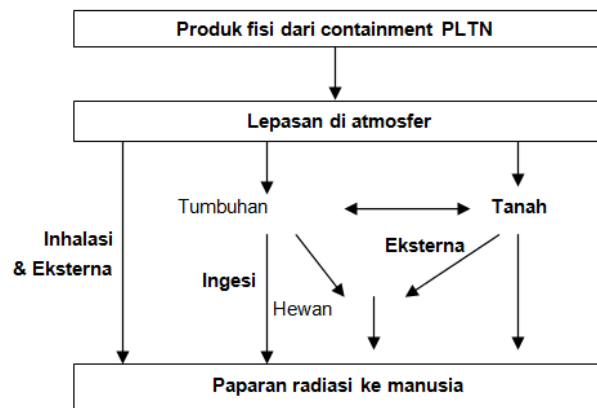 Produk fisi dari containment PLTN
Lepasan di atmosfer
Tumbuhan
Tanah
Inhalasi
& Eksterna
Eksterna
Ingesi
Hewan
Paparan radiasi ke manusia